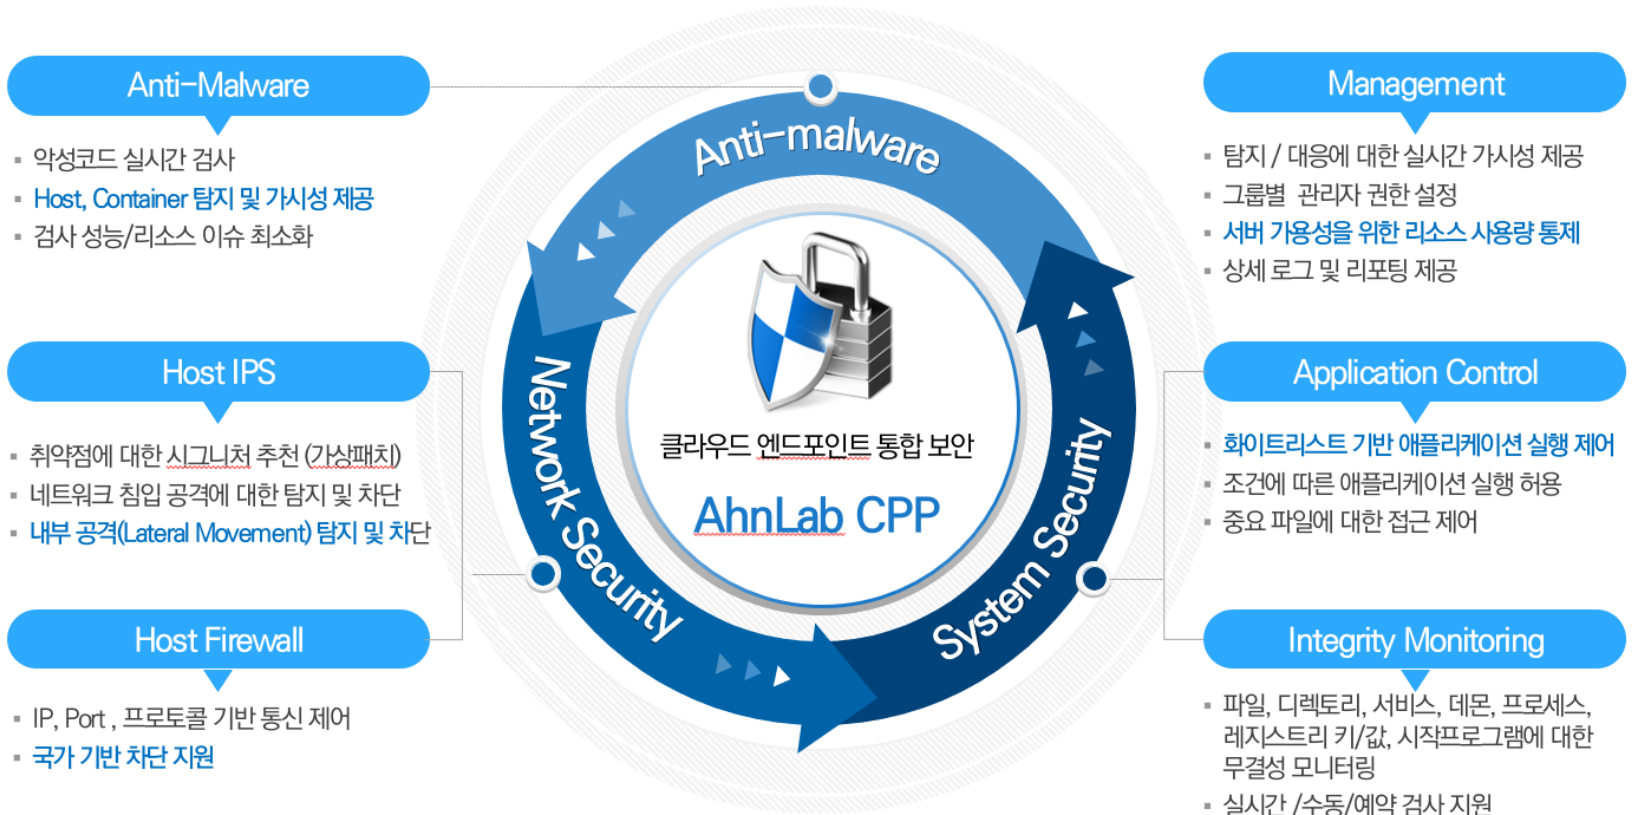 Anti-Malware
악성코드 실시간 검사
Host, Container 탐지 및 가시성 제공
검사 성능/리소스 이슈 최소화
Host IPS
취약점에 대한 시그니처 추천 (가상패치)
네트워크 침입 공격에 대한 탐지 및 차단
내부 공격(Lateral Movement) 탐지 및 차단
Host Firewall
IP, Port , 프로토콜 기반 통신 제어
국가 기반 차단 지원
Anti-malware
Network Security
System Security
클라우드 엔드포인트 통합 보안
AhnLab CPP
Management
탐지 / 대응에 대한 실시간 가시성 제공
그룹별 관리자 권한 설정
서버 가용성을 위한 리소스 사용량 통제
상세 로그 및 리포팅 제공
Application Control
화이트리스트 기반 애플리케이션 실행 제어
조건에 따른 애플리케이션 실행 허용
중요 파일에 대한 접근 제어
Integrity Monitoring
파일, 디렉토리, 서비스, 데몬, 프로세스,
레지스트리 키/값, 시작프로그램에 대한
무결성 모니터링
실시간 /수동/예약 검사 지원